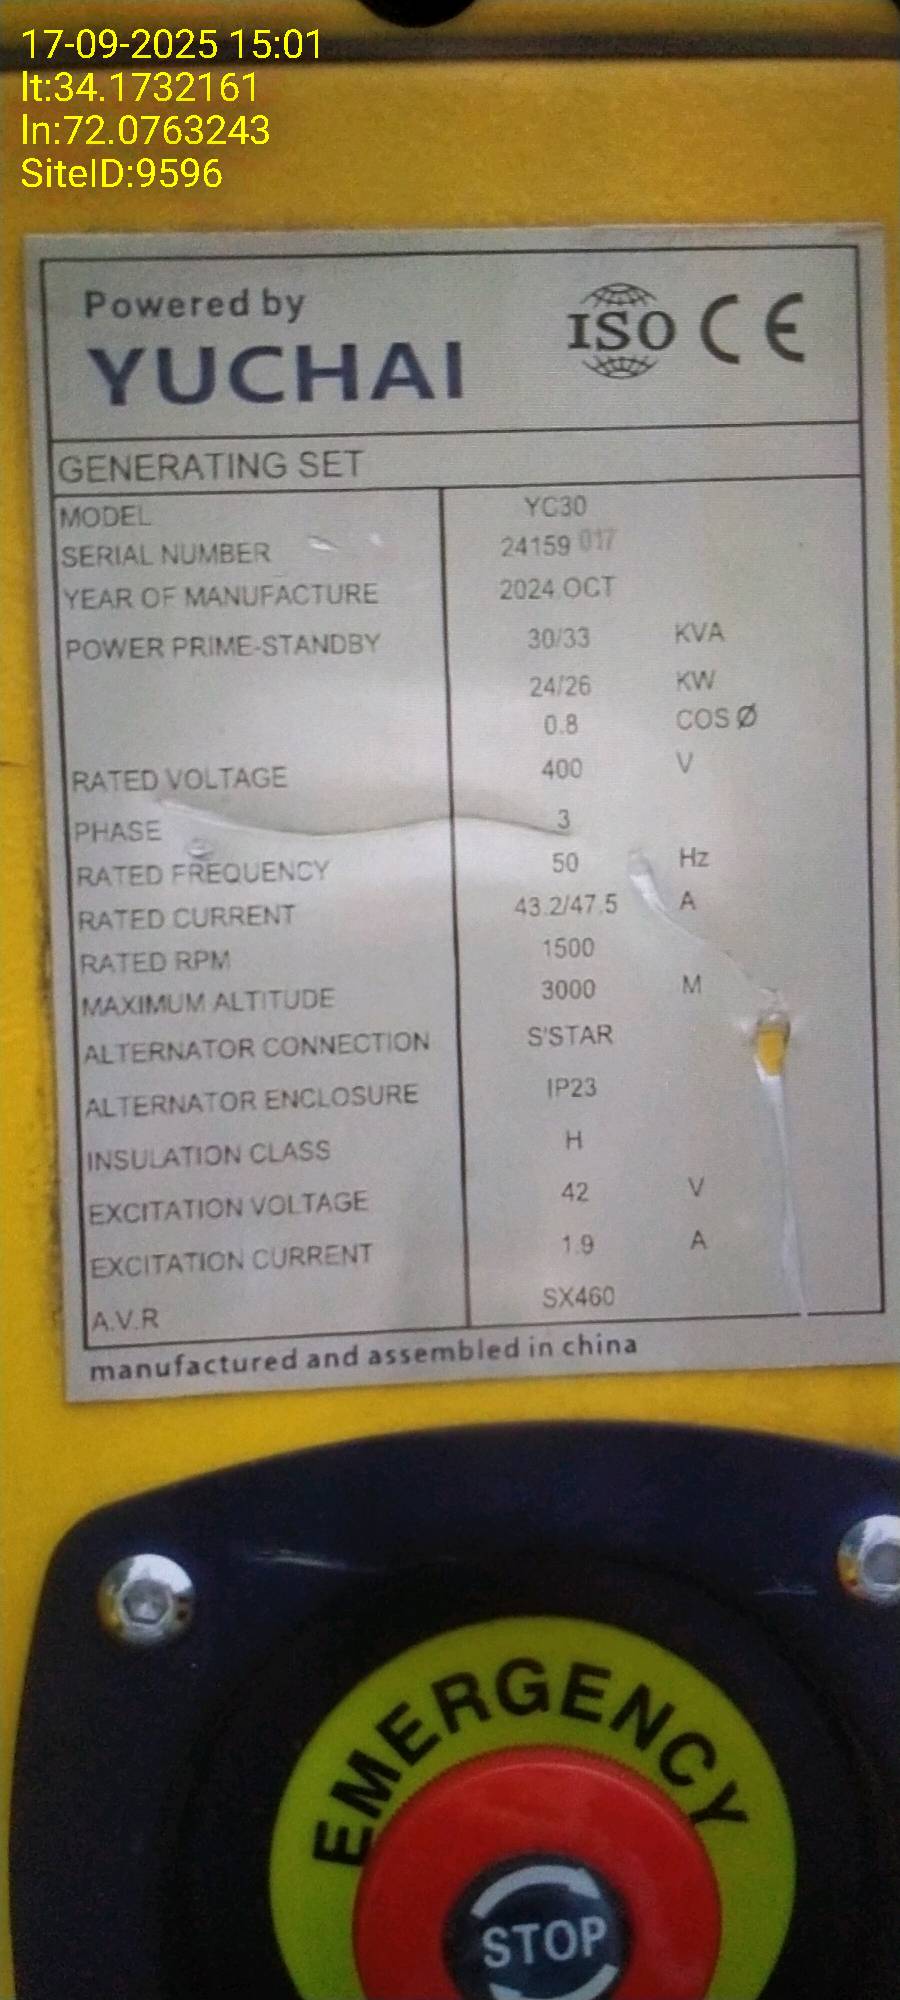 17-09-2025 15:01
lt:34.1732161
ln:72.0763243
SiteID:9596
Powered by
YUCHAI
ISO CE
GENERATING SET
MODEL YC30
SERIAL NUMBER 24159 017
YEAR OF MANUFACTURE 2024.OCT
POWER PRIME-STANDBY 30/33 KVA
24/26 KW
0.8 COS Ø
RATED VOLTAGE 400 V
PHASE 3
RATED FREQUENCY 50 Hz
RATED CURRENT 43.2/47.5 A
RATED RPM 1500
MAXIMUM ALTITUDE 3000 M
ALTERNATOR CONNECTION S'STAR
ALTERNATOR ENCLOSURE IP23
INSULATION CLASS H
EXCITATION VOLTAGE 42 V
EXCITATION CURRENT 1.9 A
A.V.R SX460
manufactured and assembled in china
EMERGENCY
STOP